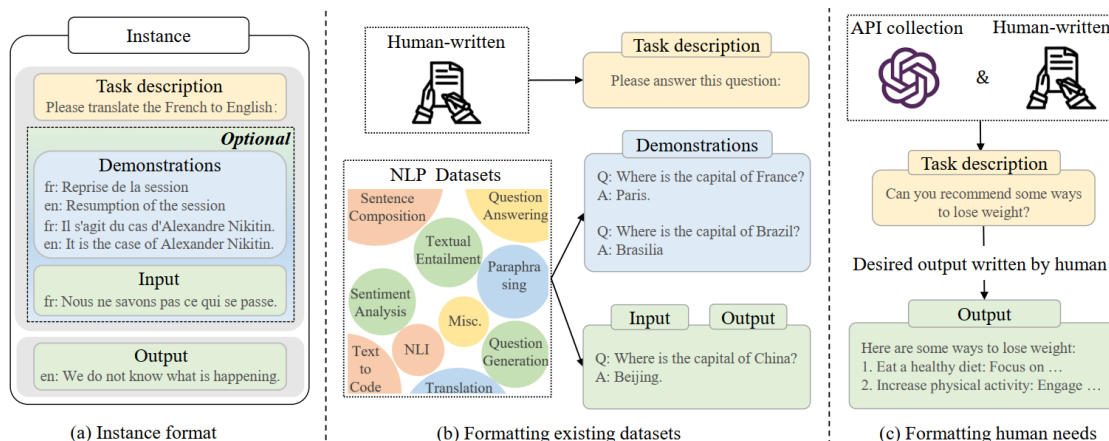 Instance
Task description
Please translate the French to English:
Optional
Demonstrations
fr: Reprise de la session
en: Resumption of the session
fr: Il s'agit du cas d'Alexandre Nikitin.
en: It is the case of Alexander Nikitin.
Input
fr: Nous ne savons pas ce qui se passe.
Output
en: We do not know what is happening.
(a) Instance format
Human-written
Task description
Please answer this question:
NLP Datasets
Sentence
Composition
Question
Answering
Textual
Entailment
Paphra
sing
Sentiment
Analysis
Misc.
NLI
Question
Generation
Text
to
Code
Translation
Demonstrations
Q: Where is the capital of France?
A: Paris.
Q: Where is the capital of Brazil?
A: Brasilia
Input
Output
Q: Where is the capital of China?
A: Beijing.
(b) Formatting existing datasets
API collection
Human-written
&
Task description
Can you recommend some ways
to lose weight?
Desired output written by human
Output
Here are some ways to lose weight:
1. Eat a healthy diet: Focus on …
2. Increase physical activity: Engage …
(c) Formatting human needs